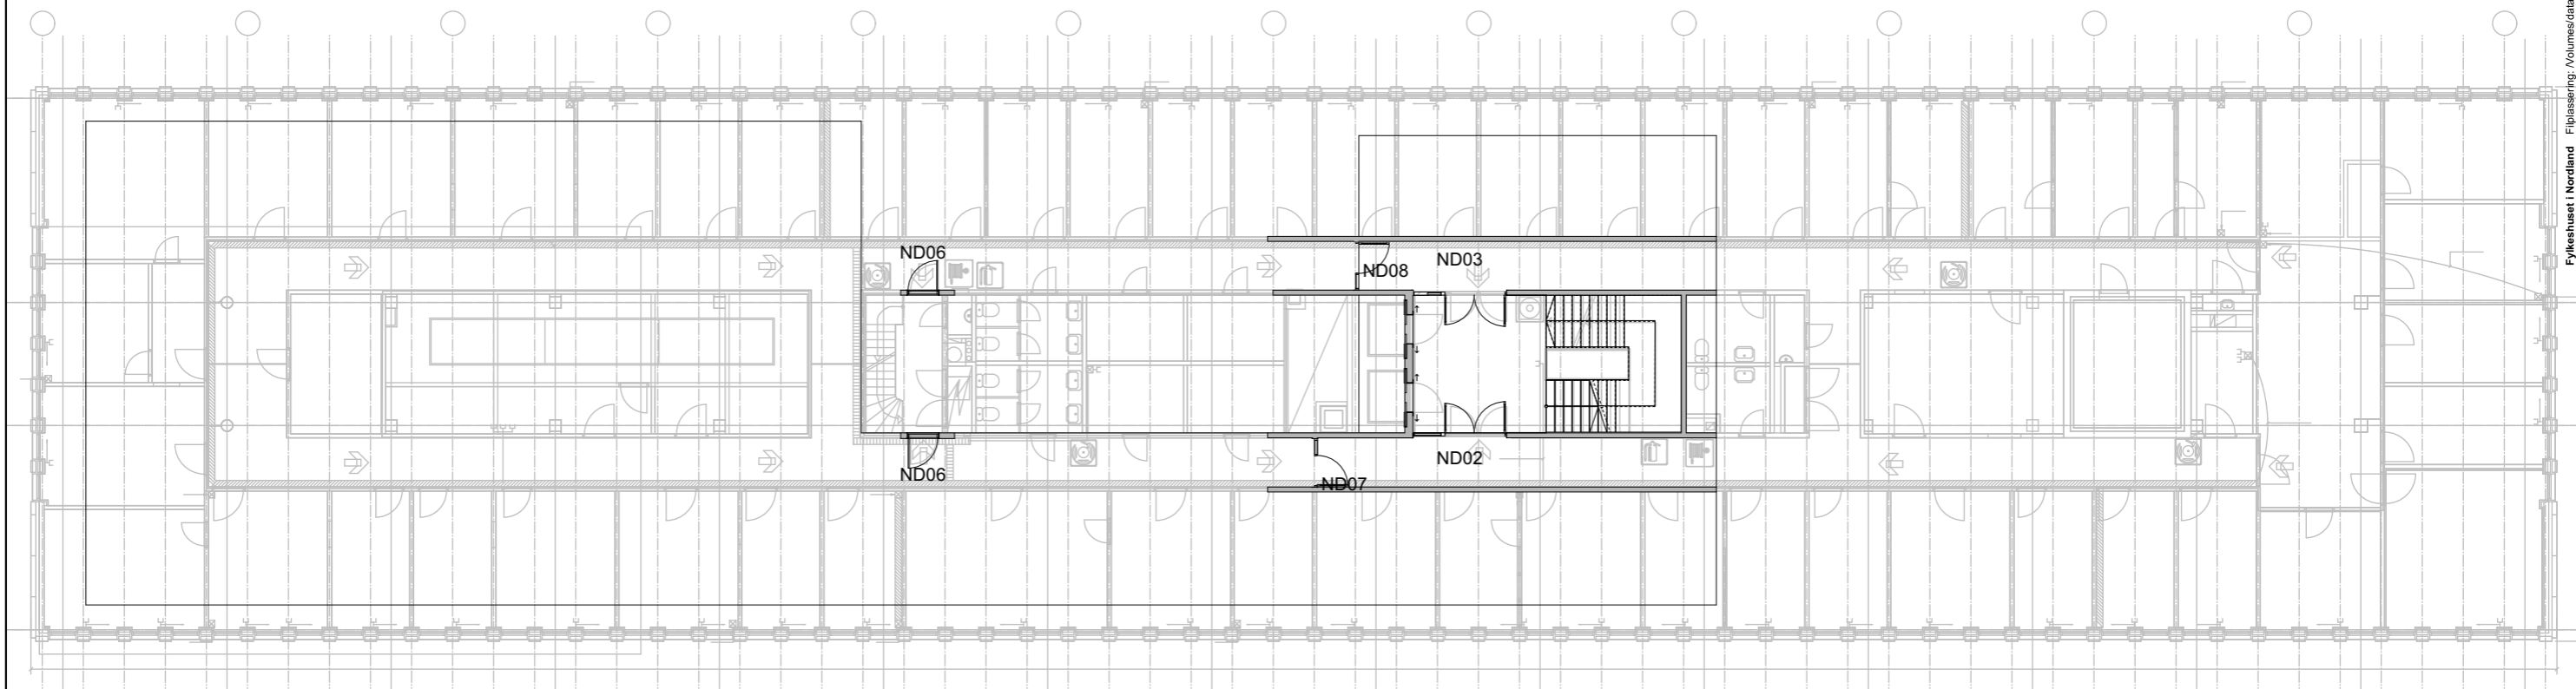 Fylkeshuset i Nordland Filplassering: /Volumes/data
ND06
ND03
ND08
ND02
ND06
ND07